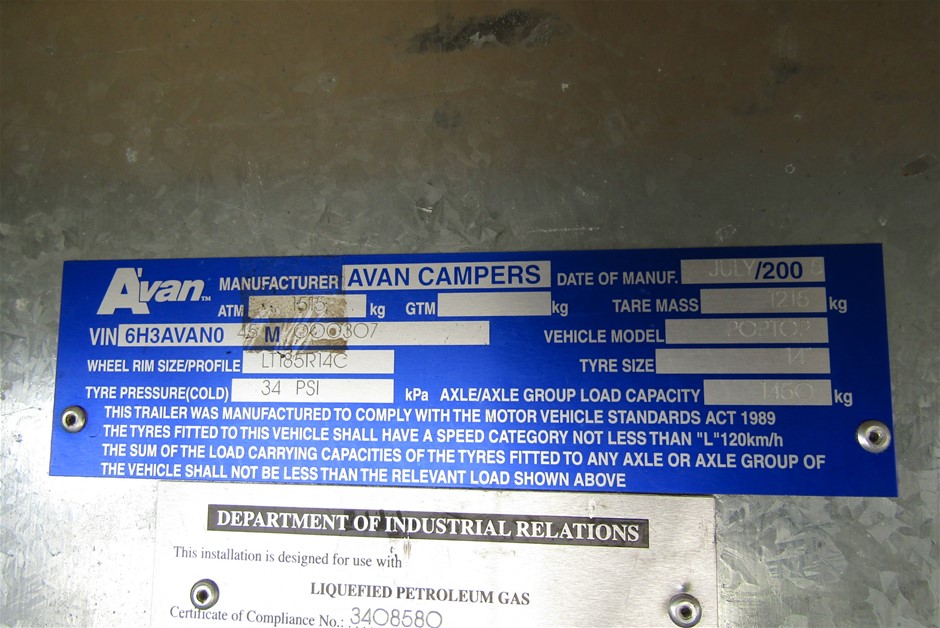 A'van™ MANUFACTURER AVAN CAMPERS DATE OF MANUF. JULY/2005
ATM 1515 kg GTM kg TARE MASS 1215 kg
VIN 6H3AVAN0 45 M 000307 VEHICLE MODEL POPTOP
WHEEL RIM SIZE/PROFILE LT185R14C TYRE SIZE 14"
TYRE PRESSURE(COLD) 34 PSI kPa AXLE/AXLE GROUP LOAD CAPACITY 1450 kg
THIS TRAILER WAS MANUFACTURED TO COMPLY WITH THE MOTOR VEHICLE STANDARDS ACT 1989
THE TYRES FITTED TO THIS VEHICLE SHALL HAVE A SPEED CATEGORY NOT LESS THAN "L"120km/h
THE SUM OF THE LOAD CARRYING CAPACITIES OF THE TYRES FITTED TO ANY AXLE OR AXLE GROUP OF
THE VEHICLE SHALL NOT BE LESS THAN THE RELEVANT LOAD SHOWN ABOVE
DEPARTMENT OF INDUSTRIAL RELATIONS
This installation is designed for use with
LIQUEFIED PETROLEUM GAS
Certificate of Compliance No.: 3408580